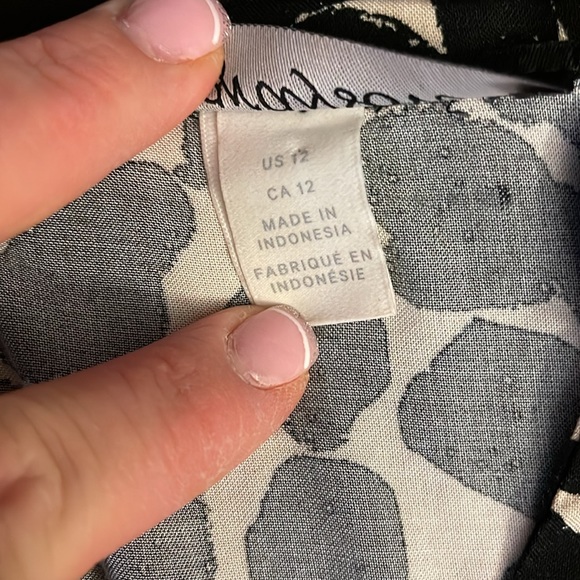 US 12
CA 12
MADE IN
INDONESIA
FABRIQUÉ EN
INDONÉSIE